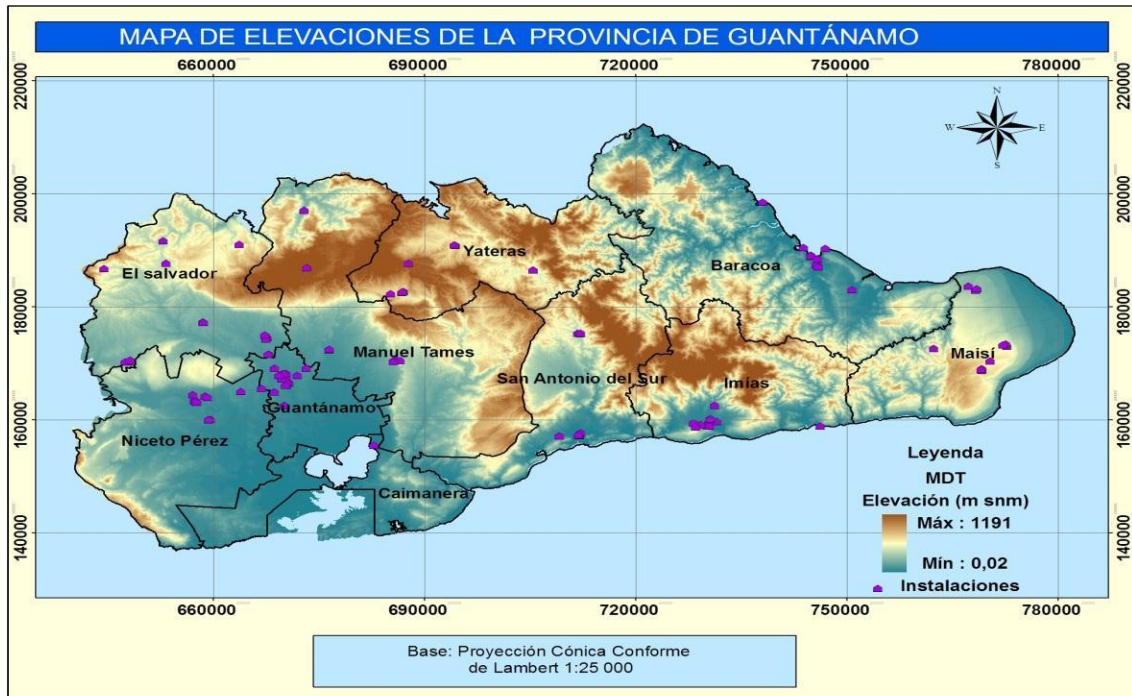 MAPA DE ELEVACIONES DE LA PROVINCIA DE GUANTÁNAMO
660000 690000 720000 750000 780000
220000 220000
N
W E
S
200000 200000
Yateras
El salvador
Baracoa
180000 180000
Manuel Tames
Maisí
San Antonio del Sur
Imías
Guantánamo
160000 160000
Niceto Pérez
Leyenda
MDT
Caimanera
Elevación (m snm)
Máx : 1191
140000 140000
Mín : 0,02
Instalaciones
660000 690000 720000 750000 780000
Base: Proyección Cónica Conforme
de Lambert 1:25 000